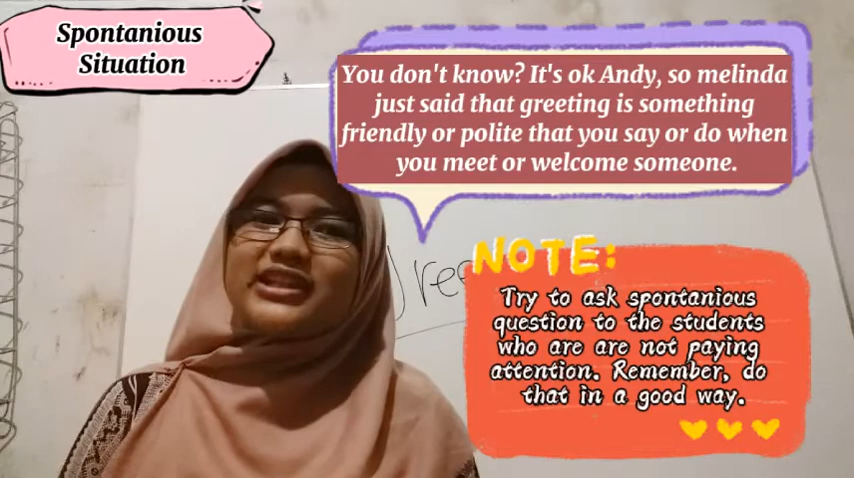 Spontanious
Situation
You don't know? It's ok Andy, so melinda
just said that greeting is something
friendly or polite that you say or do when
you meet or welcome someone.
NOTE:
Try to ask spontanious
question to the students
who are are not paying
attention. Remember, do
that in a good way.